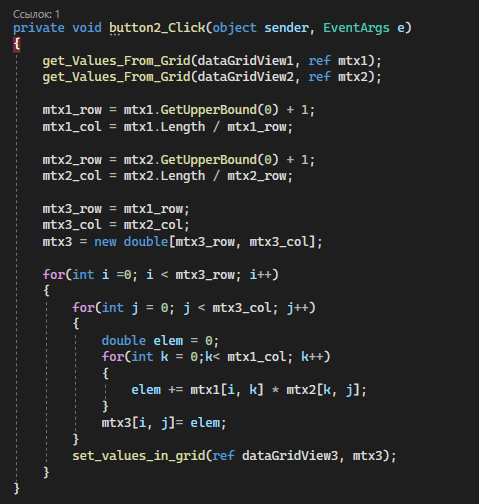 Ссылок: 1
private void button2_Click(object sender, EventArgs e)
{
get_Values_From_Grid(dataGridView1, ref mtx1);
get_Values_From_Grid(dataGridView2, ref mtx2);
mtx1_row = mtx1.GetUpperBound(0) + 1;
mtx1_col = mtx1.Length / mtx1_row;
mtx2_row = mtx2.GetUpperBound(0) + 1;
mtx2_col = mtx2.Length / mtx2_row;
mtx3_row = mtx1_row;
mtx3_col = mtx2_col;
mtx3 = new double[mtx3_row, mtx3_col];
for(int i =0; i < mtx3_row; i++)
{
for(int j = 0; j < mtx3_col; j++)
{
double elem = 0;
for(int k = 0;k< mtx1_col; k++)
{
elem += mtx1[i, k] * mtx2[k, j];
}
mtx3[i, j]= elem;
}
set_values_in_grid(ref dataGridView3, mtx3);
}
}